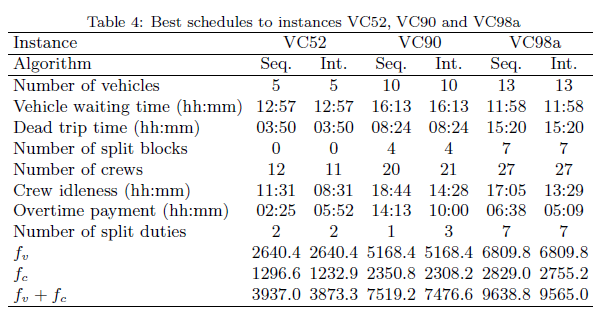 Table 4: Best schedules to instances VC52, VC90 and VC98a
Instance VC52 VC90 VC98a
Algorithm Seq. Int. Seq. Int. Seq. Int.
Number of vehicles 5 5 10 10 13 13
Vehicle waiting time (hh:mm) 12:57 12:57 16:13 16:13 11:58 11:58
Dead trip time (hh:mm) 03:50 03:50 08:24 08:24 15:20 15:20
Number of split blocks 0 0 4 4 7 7
Number of crews 12 11 20 21 27 27
Crew idleness (hh:mm) 11:31 08:31 18:44 14:28 17:05 13:29
Overtime payment (hh:mm) 02:25 05:52 14:13 10:00 06:38 05:09
Number of split duties 2 2 1 3 7 7
f_v 2640.4 2640.4 5168.4 5168.4 6809.8 6809.8
f_c 1296.6 1232.9 2350.8 2308.2 2829.0 2755.2
f_v + f_c 3937.0 3873.3 7519.2 7476.6 9638.8 9565.0